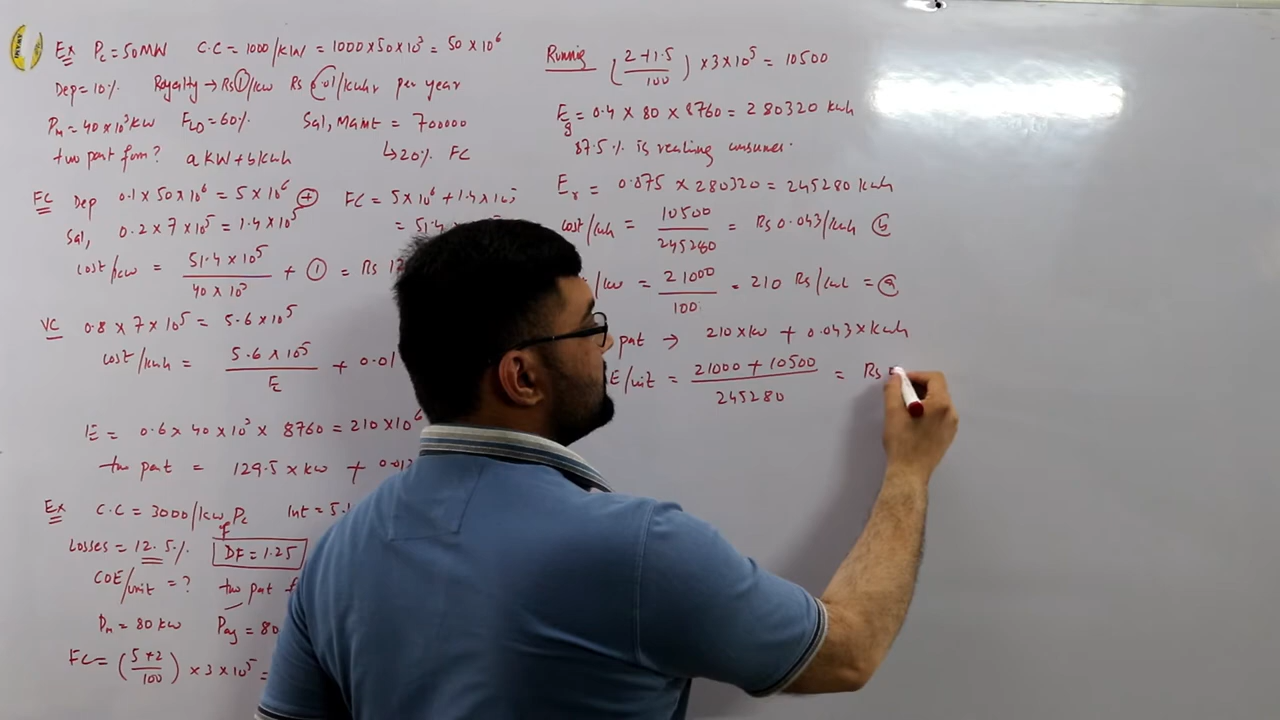 Ex Pc = 50MW C.C = 1000/KW = 1000 x 50 x 10³ = 50 x 10⁶
Dep = 10% Royalty → Rs ①/kw Rs 0.01/kwhr per year
Pm = 40 x 10³ KW FLD = 60% Sal, Mamt = 700000
two part form? a KW + b kwh ↳ 20% FC
FC Dep 0.1 x 50 x 10⁶ = 5 x 10⁶ ⊕ FC = 5 x 10⁶ + 1.4 x 10⁵
Sal, 0.2 x 7 x 10⁵ = 1.4 x 10⁵ = 51.4 x
cost/kw = 51.4 x 10⁵ / 40 x 10³ + ① = Rs 12
VC 0.8 x 7 x 10⁵ = 5.6 x 10⁵
cost/kwh = 5.6 x 10⁵ / E + 0.01
E = 0.6 x 40 x 10³ x 8760 = 210 x 10⁶
two part = 129.5 x kw + 0.01
Ex C.C = 3000/kw Pc Int = 5
Losses = 12.5% DF = 1.25
COE/unit = ? two part f
Pm = 80 kw = 80
FC = (5+2 / 100) x 3 x 10⁵ =
Running (2+1.5 / 100) x 3 x 10⁵ = 10500
Eg = 0.4 x 80 x 8760 = 280320 kwh
87.5% is reaching consumer.
Er = 0.875 x 280320 = 245280 kwh
cost/kwh = 10500 / 245280 = Rs 0.043/kwh ⓑ
/kw = 21000 / 100 = 210 Rs/kwh = ⓐ
part → 210 x kw + 0.043 x kwh
E/unit = 21000 + 10500 / 245280 = Rs